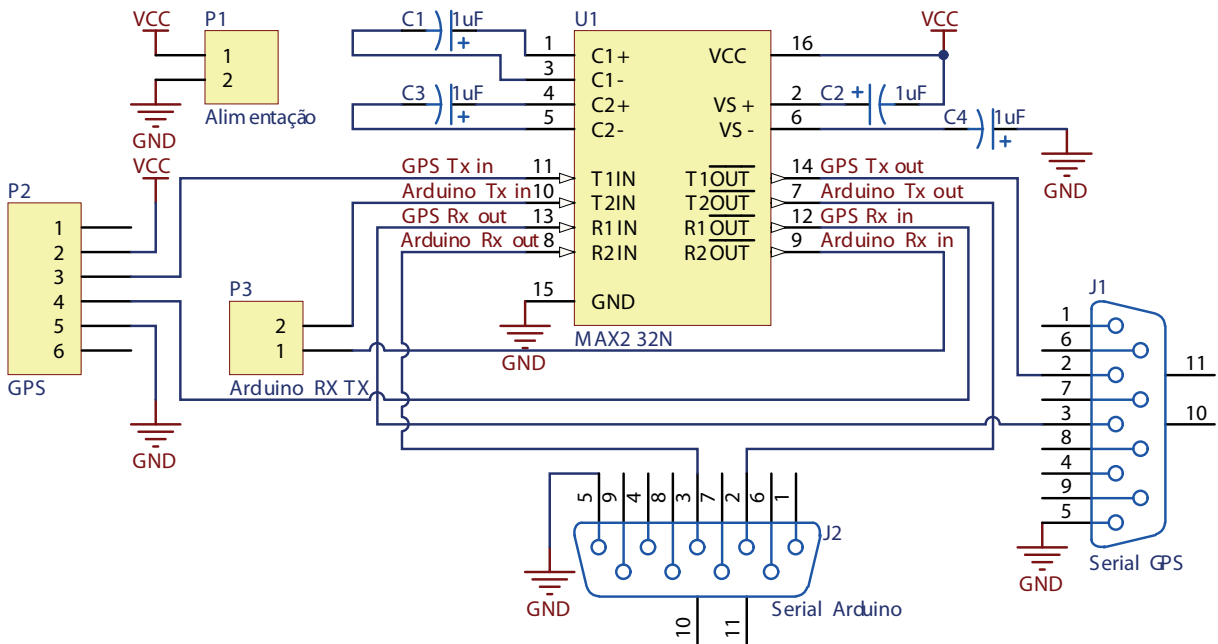 VCC
P1
1
2
Alimentação
GND
C1
1uF
+
C3
1uF
+
U1
1
3
4
5
11
10
13
8
15
C1+
C1-
C2+
C2-
T1IN
T2IN
R1IN
R2IN
GND
VCC
VS+
VS -
T1OUT
T2OUT
R1OUT
R2OUT
16
2
6
14
7
12
9
MAX232N
GND
VCC
C2
+
1uF
C4
1uF
+
GND
GPS Tx in
Arduino Tx in
GPS Rx out
Arduino Rx out
GPS Tx out
Arduino Tx out
GPS Rx in
Arduino Rx in
VCC
P2
1
2
3
4
5
6
GPS
GND
P3
2
1
Arduino RX TX
J1
1
6
2
7
3
8
4
9
5
11
10
GND
Serial GPS
5
9
4
8
3
7
2
6
1
J2
GND
Serial Arduino
10
11